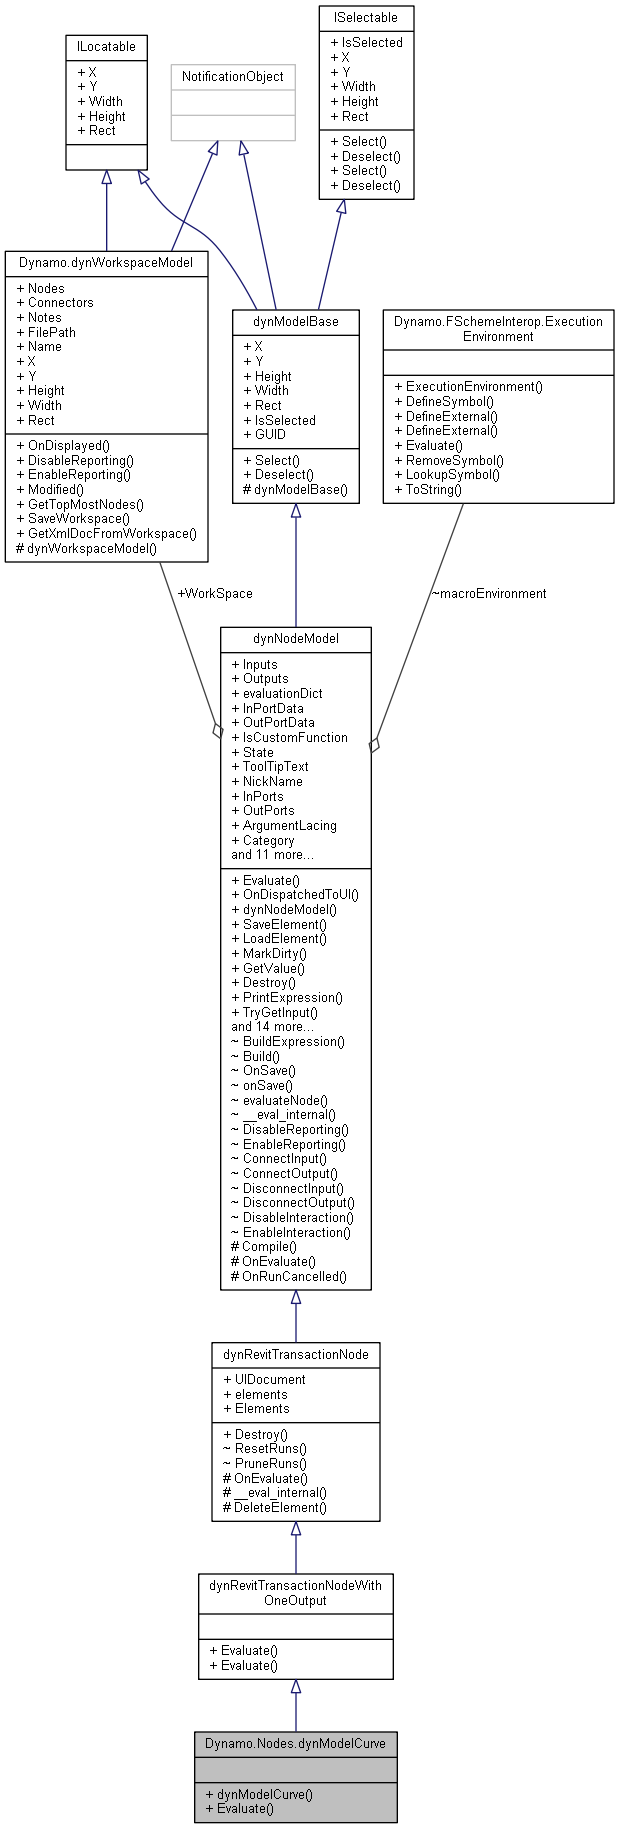 ISelectable
+ IsSelected
+ X
+ Y
+ Width
+ Height
+ Rect
+ Select()
+ Deselect()
+ Select()
+ Deselect()
ILocatable
+ X
+ Y
+ Width
+ Height
+ Rect
NotificationObject
Dynamo.dynWorkspaceModel
+ Nodes
+ Connectors
+ Notes
+ FilePath
+ Name
+ X
+ Y
+ Height
+ Width
+ Rect
+ OnDisplayed()
+ DisableReporting()
+ EnableReporting()
+ Modified()
+ GetTopMostNodes()
+ SaveWorkspace()
+ GetXmlDocFromWorkspace()
# dynWorkspaceModel()
dynModelBase
+ X
+ Y
+ Height
+ Width
+ Rect
+ IsSelected
+ GUID
+ Select()
+ Deselect()
# dynModelBase()
Dynamo.FSchemeInterop.Execution
Environment
+ ExecutionEnvironment()
+ DefineSymbol()
+ DefineExternal()
+ DefineExternal()
+ Evaluate()
+ RemoveSymbol()
+ LookupSymbol()
+ ToString()
+WorkSpace
~macroEnvironment
dynNodeModel
+ Inputs
+ Outputs
+ evaluationDict
+ InPortData
+ OutPortData
+ IsCustomFunction
+ State
+ ToolTipText
+ NickName
+ InPorts
+ OutPorts
+ ArgumentLacing
+ Category
and 11 more...
+ Evaluate()
+ OnDispatchedToUI()
+ dynNodeModel()
+ SaveElement()
+ LoadElement()
+ MarkDirty()
+ GetValue()
+ Destroy()
+ PrintExpression()
+ TryGetInput()
and 14 more...
~ BuildExpression()
~ Build()
~ OnSave()
~ onSave()
~ evaluateNode()
~ __eval_internal()
~ DisableReporting()
~ EnableReporting()
~ ConnectInput()
~ ConnectOutput()
~ DisconnectInput()
~ DisconnectOutput()
~ DisableInteraction()
~ EnableInteraction()
# Compile()
# OnEvaluate()
# OnRunCancelled()
dynRevitTransactionNode
+ UIDocument
+ elements
+ Elements
+ Destroy()
~ ResetRuns()
~ PruneRuns()
# OnEvaluate()
# __eval_internal()
# DeleteElement()
dynRevitTransactionNodeWith
OneOutput
+ Evaluate()
+ Evaluate()
Dynamo.Nodes.dynModelCurve
+ dynModelCurve()
+ Evaluate()